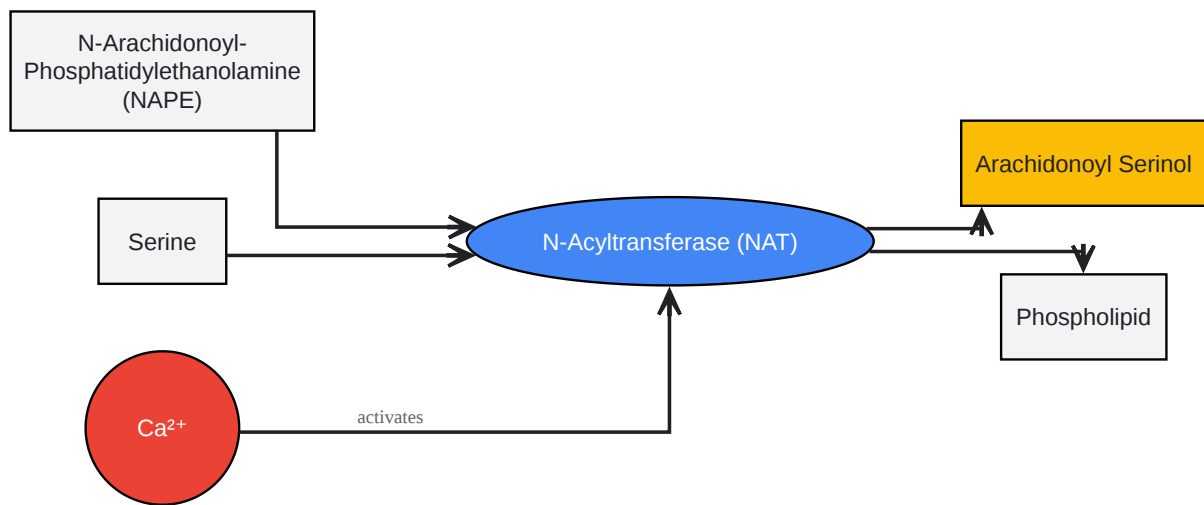 N-Arachidonoyl-
Phosphatidylethanolamine
(NAPE)
Arachidonoyl Serinol
Serine
N-Acyltransferase (NAT)
Phospholipid
activates
Ca²⁺